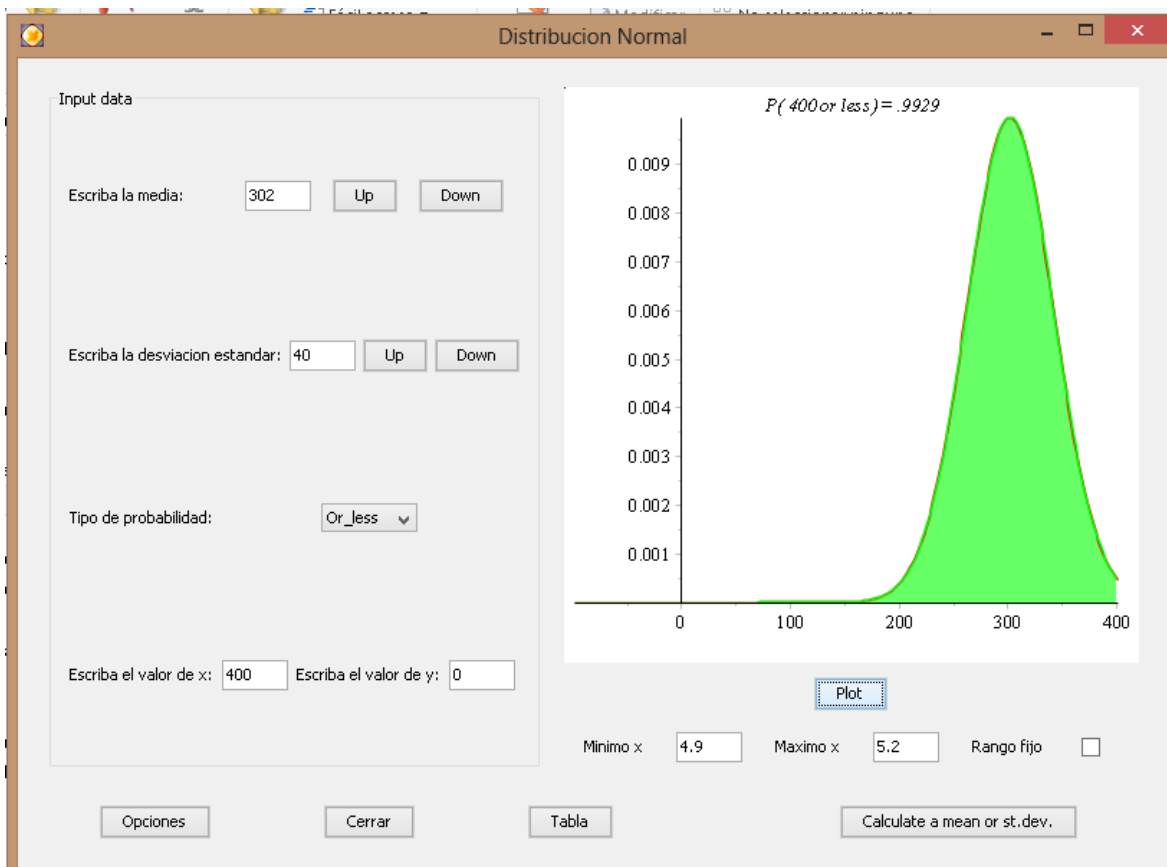 Distribucion Normal
Input data
Escriba la media: 302 Up Down
Escriba la desviacion estandar: 40 Up Down
Tipo de probabilidad: Or_less
Escriba el valor de x: 400 Escriba el valor de y: 0
P( 400 or less) = .9929
0.009
0.008
0.007
0.006
0.005
0.004
0.003
0.002
0.001
0 100 200 300 400
Plot
Minimo x 4.9 Maximo x 5.2 Rango fijo
Opciones Cerrar Tabla Calculate a mean or st.dev.